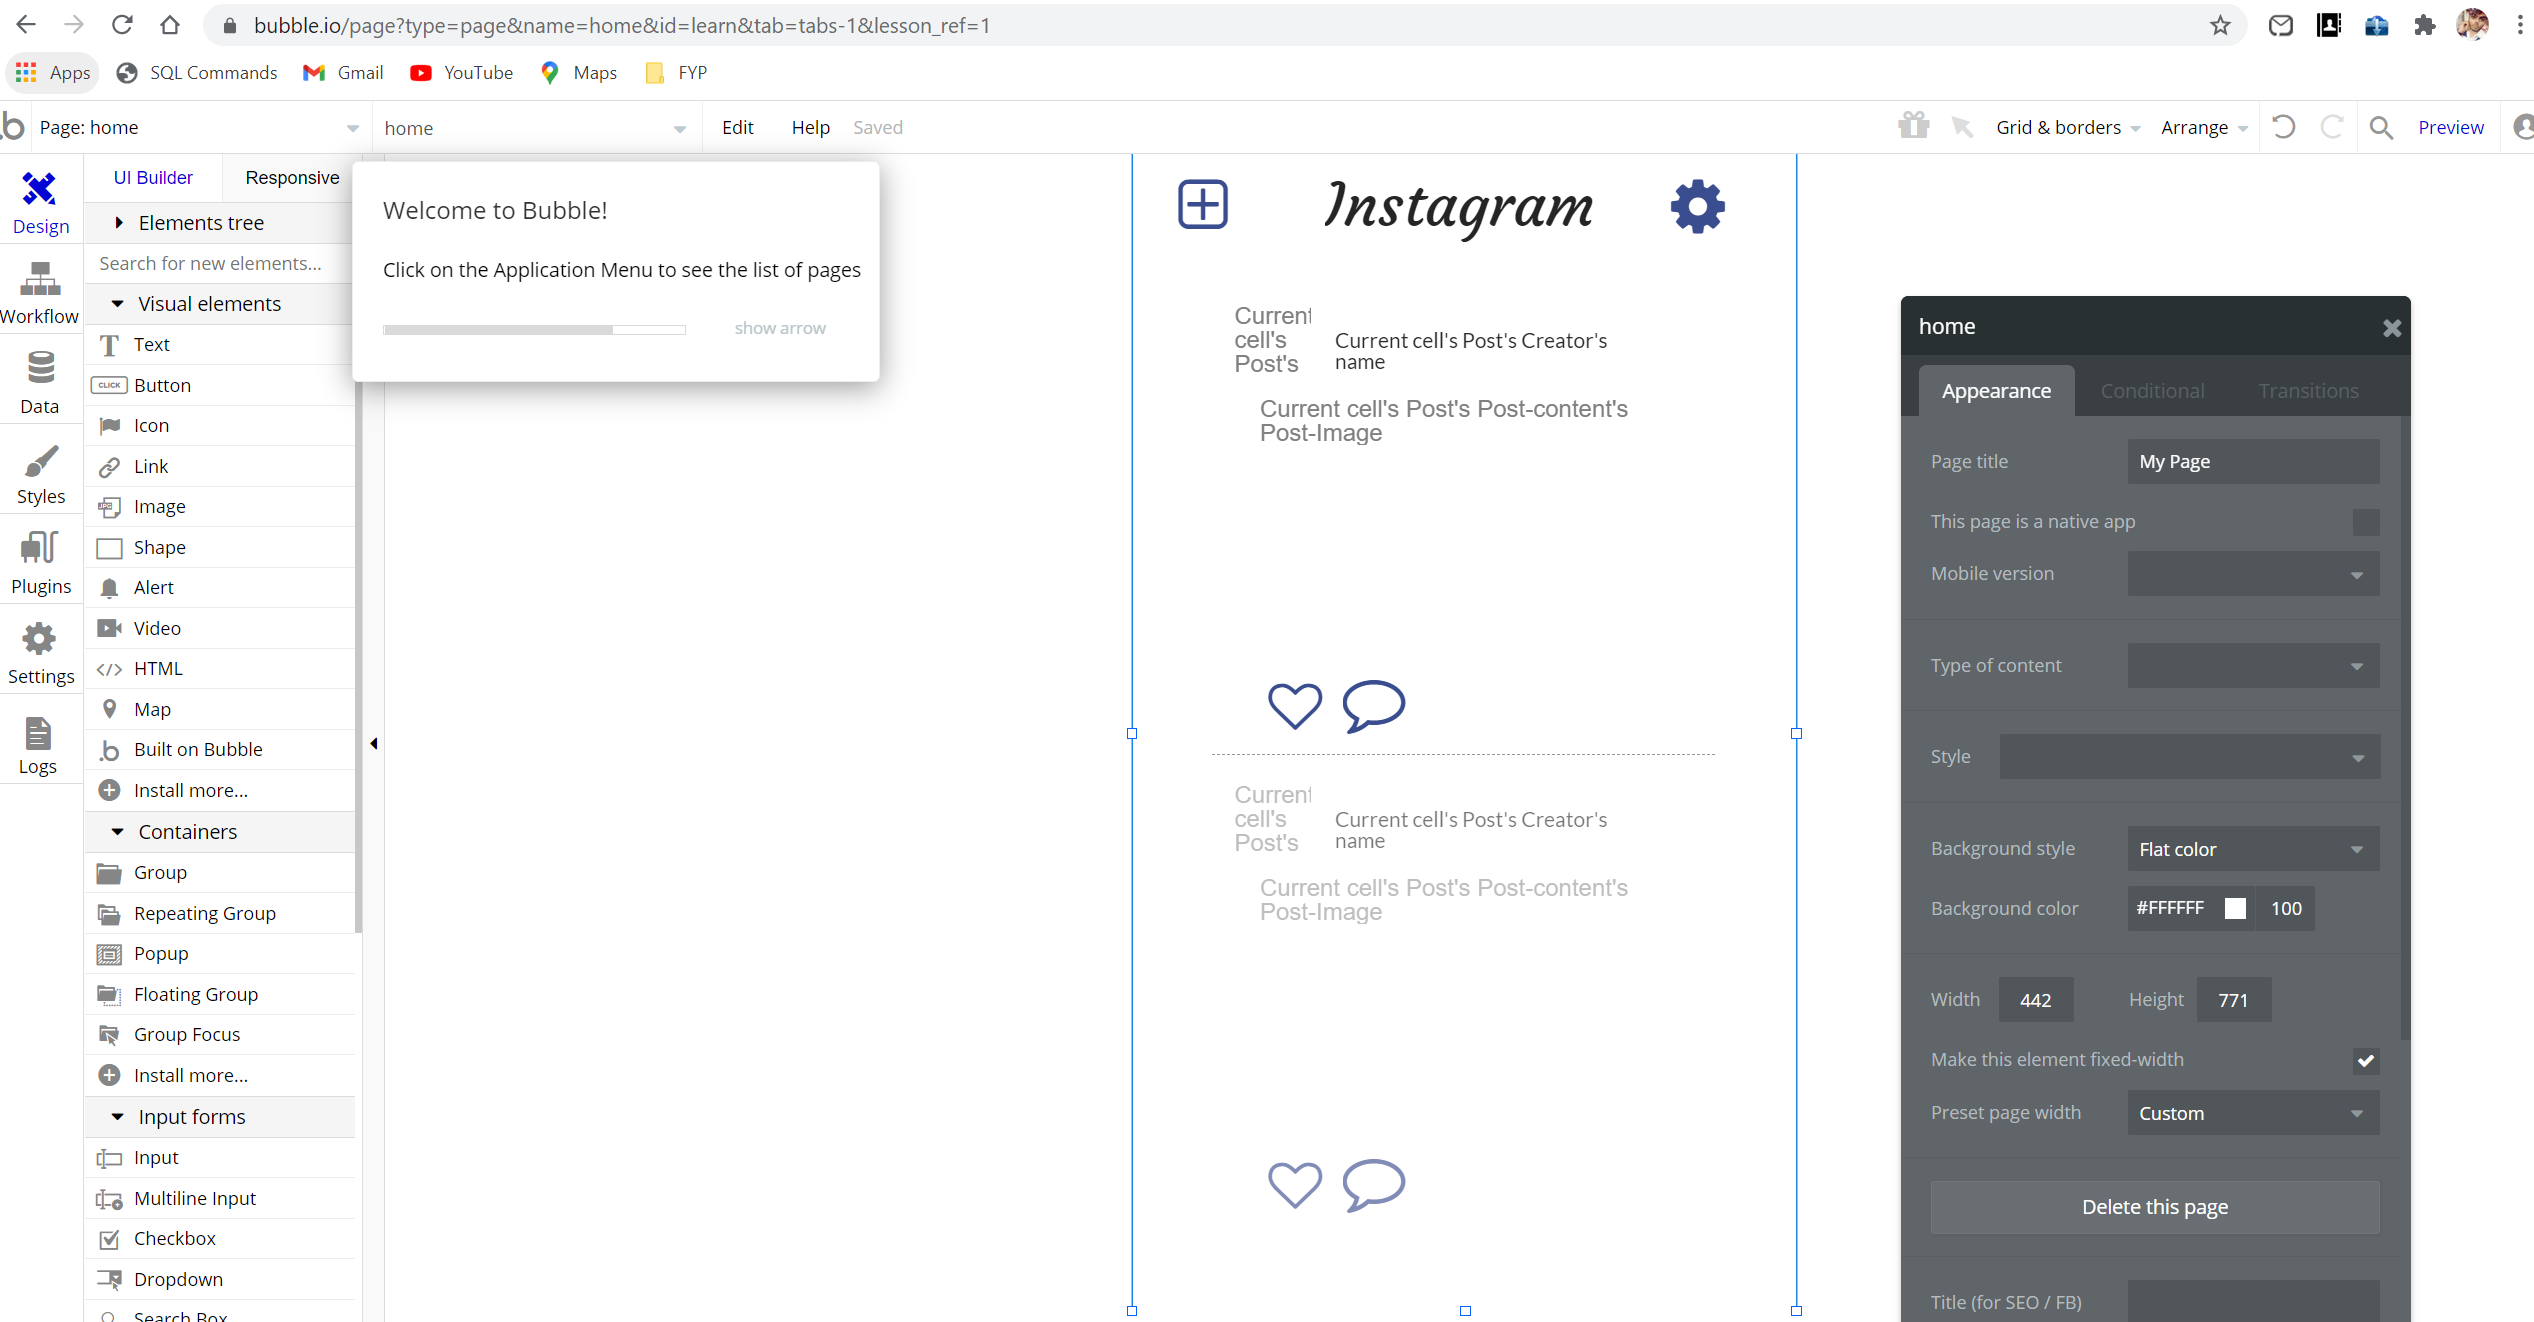 bubble.io/page?type=page&name=home&id=learn&tab=tabs-1&lesson_ref=1
Apps SQL Commands Gmail YouTube Maps FYP
.b Page: home home Edit Help Saved Grid & borders Arrange Preview
Design
Workflow
Data
Styles
Plugins
Settings
Logs
UI Builder Responsive
Elements tree
Search for new elements...
Visual elements
Text
CLICK Button
Icon
Link
Image
Shape
Alert
Video
HTML
Map
.b Built on Bubble
Install more...
Containers
Group
Repeating Group
Popup
Floating Group
Group Focus
Install more...
Input forms
Input
Multiline Input
Checkbox
Dropdown
Search Box
Welcome to Bubble!
Click on the Application Menu to see the list of pages
show arrow
Instagram
Current
cell's
Post's
Current cell's Post's Creator's
name
Current cell's Post's Post-content's
Post-Image
Current
cell's
Post's
Current cell's Post's Creator's
name
Current cell's Post's Post-content's
Post-Image
home
Appearance Conditional Transitions
Page title My Page
This page is a native app
Mobile version
Type of content
Style
Background style Flat color
Background color #FFFFFF 100
Width 442 Height 771
Make this element fixed-width
Preset page width Custom
Delete this page
Title (for SEO / FB)